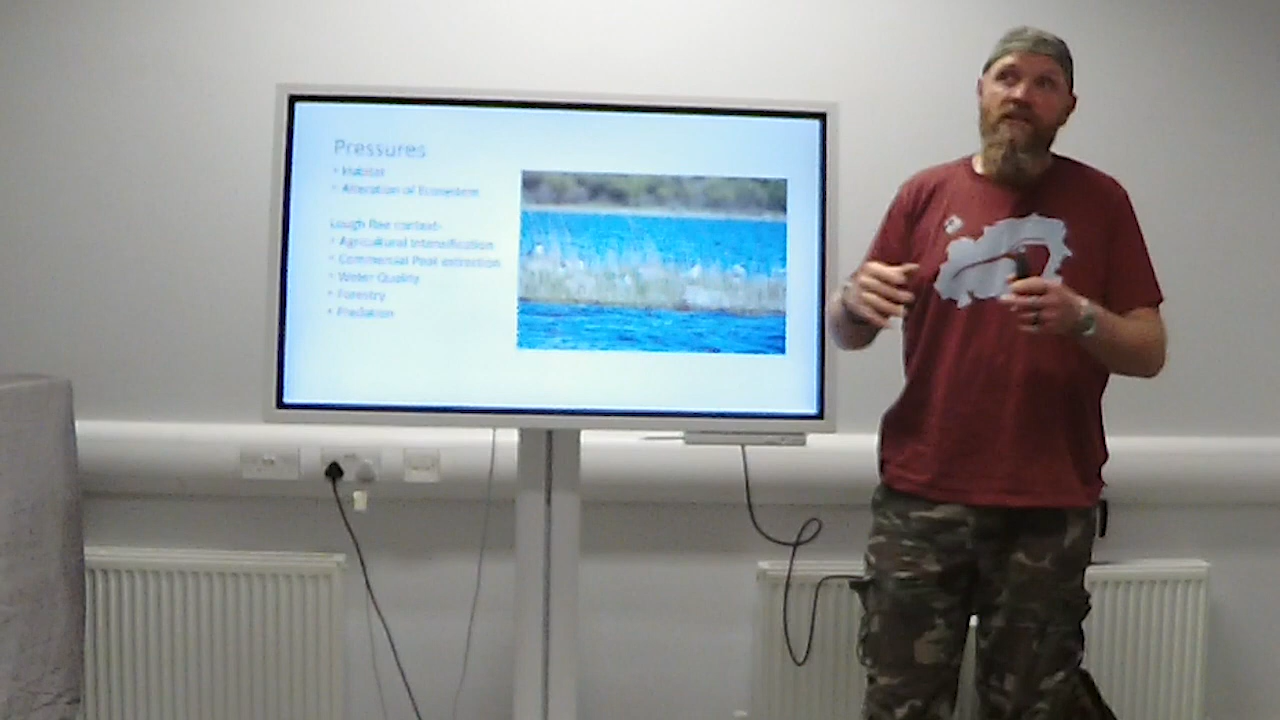 Pressures
• Habitat
• Alteration of Ecosystem
Lough Ree context-
• Agricultural Intensification
• Commercial Peat extraction
• Water Quality
• Forestry
• Predation